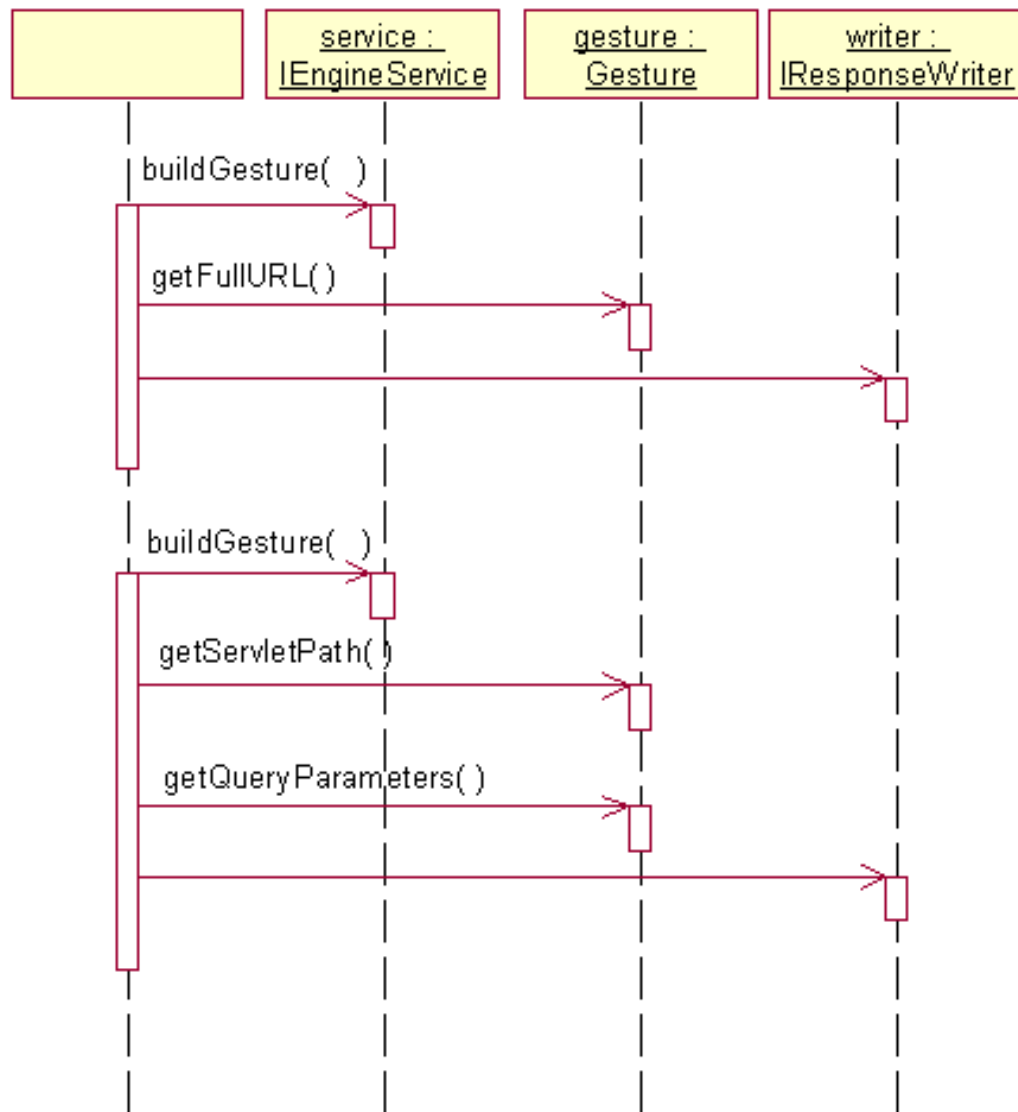 service :
IEngineService
gesture :
Gesture
writer :
IResponseWriter
buildGesture( )
getFullURL( )
buildGesture( )
getServletPath( )
getQueryParameters( )